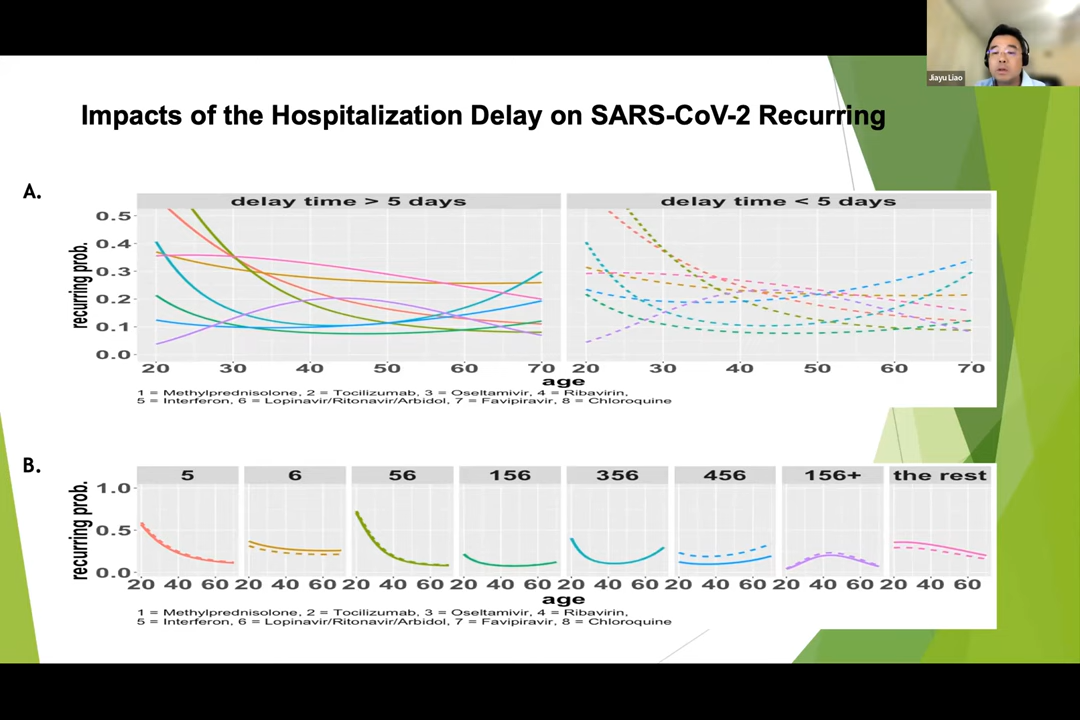 Jiayu Liao
Impacts of the Hospitalization Delay on SARS-CoV-2 Recurring
A.
delay time > 5 days
delay time < 5 days
recurring prob.
0.5
0.4
0.3
0.2
0.1
0.0
20 30 40 50 60 70 20 30 40 50 60 70
age
1 = Methylprednisolone, 2 = Tocilizumab, 3 = Oseltamivir, 4 = Ribavirin,
5 = Interferon, 6 = Lopinavir/Ritonavir/Arbidol, 7 = Favipiravir, 8 = Chloroquine
B.
5 6 56 156 356 456 156+ the rest
recurring prob.
1.0
0.5
0.0
20 40 60 20 40 60 20 40 60 20 40 60 20 40 60 20 40 60 20 40 60 20 40 60
age
1 = Methylprednisolone, 2 = Tocilizumab, 3 = Oseltamivir, 4 = Ribavirin,
5 = Interferon, 6 = Lopinavir/Ritonavir/Arbidol, 7 = Favipiravir, 8 = Chloroquine